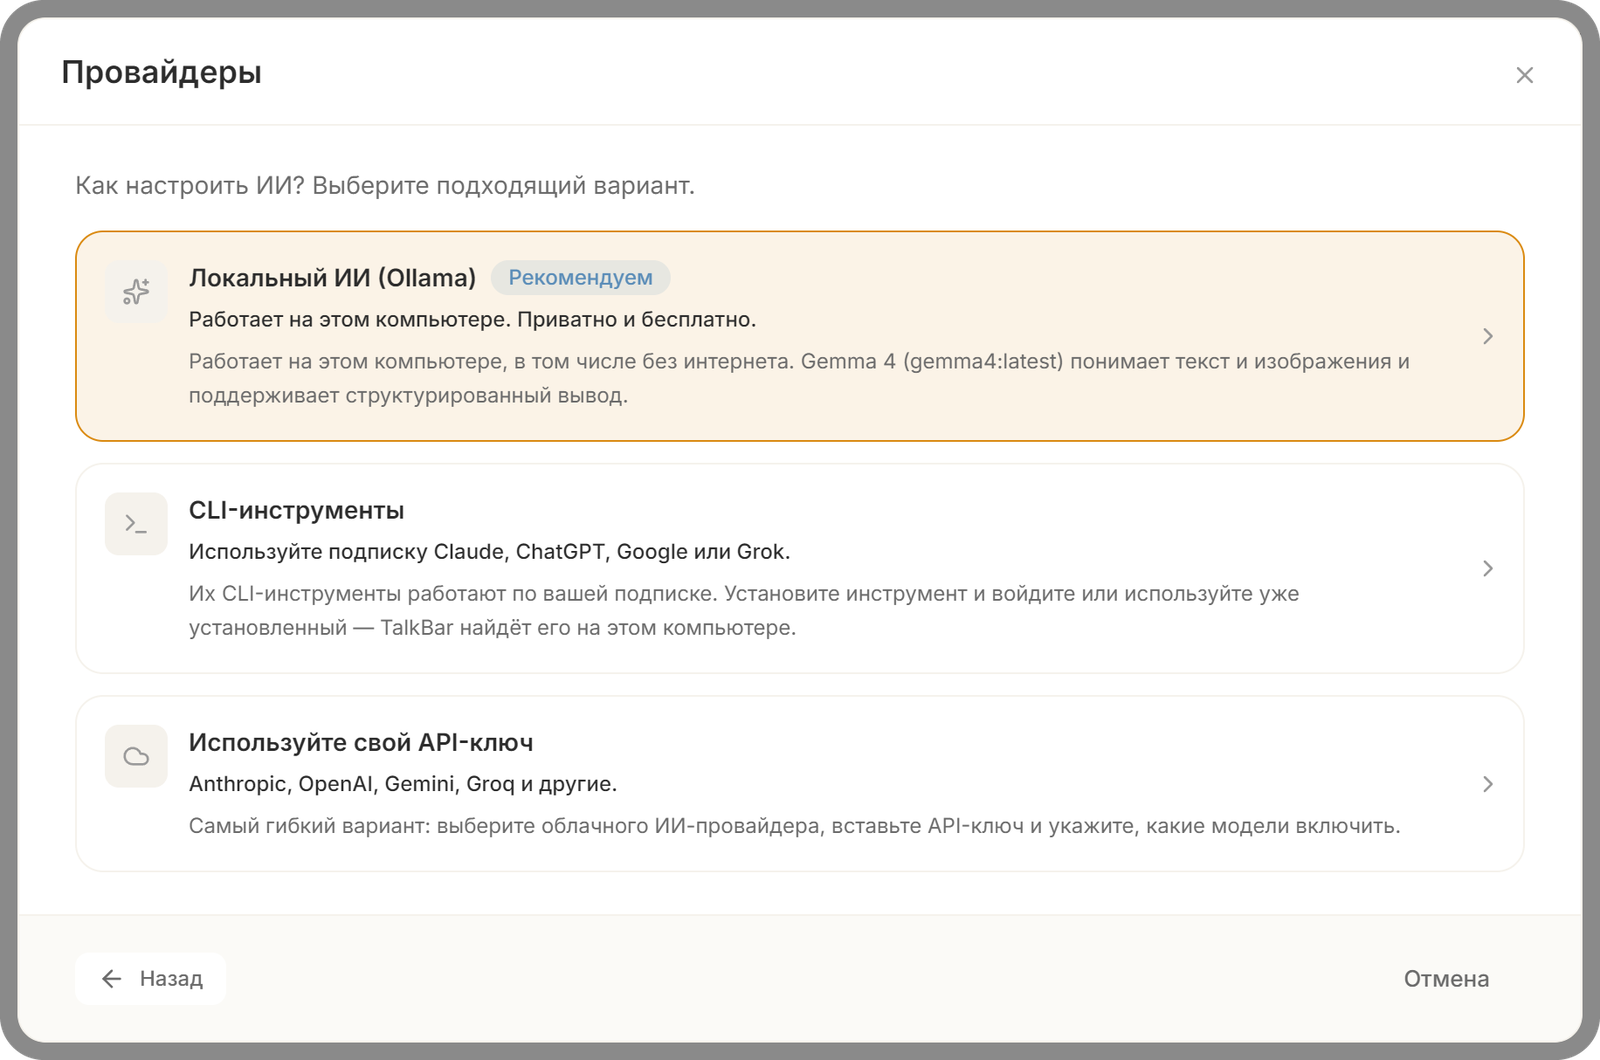 Провайдеры
Как настроить ИИ? Выберите подходящий вариант.
Локальный ИИ (Ollama) Рекомендуем
Работает на этом компьютере. Приватно и бесплатно.
Работает на этом компьютере, в том числе без интернета. Gemma 4 (gemma4:latest) понимает текст и изображения и
поддерживает структурированный вывод.
CLI-инструменты
Используйте подписку Claude, ChatGPT, Google или Grok.
Их CLI-инструменты работают по вашей подписке. Установите инструмент и войдите или используйте уже
установленный — TalkBar найдёт его на этом компьютере.
Используйте свой API-ключ
Anthropic, OpenAI, Gemini, Groq и другие.
Самый гибкий вариант: выберите облачного ИИ-провайдера, вставьте API-ключ и укажите, какие модели включить.
Назад
Отмена